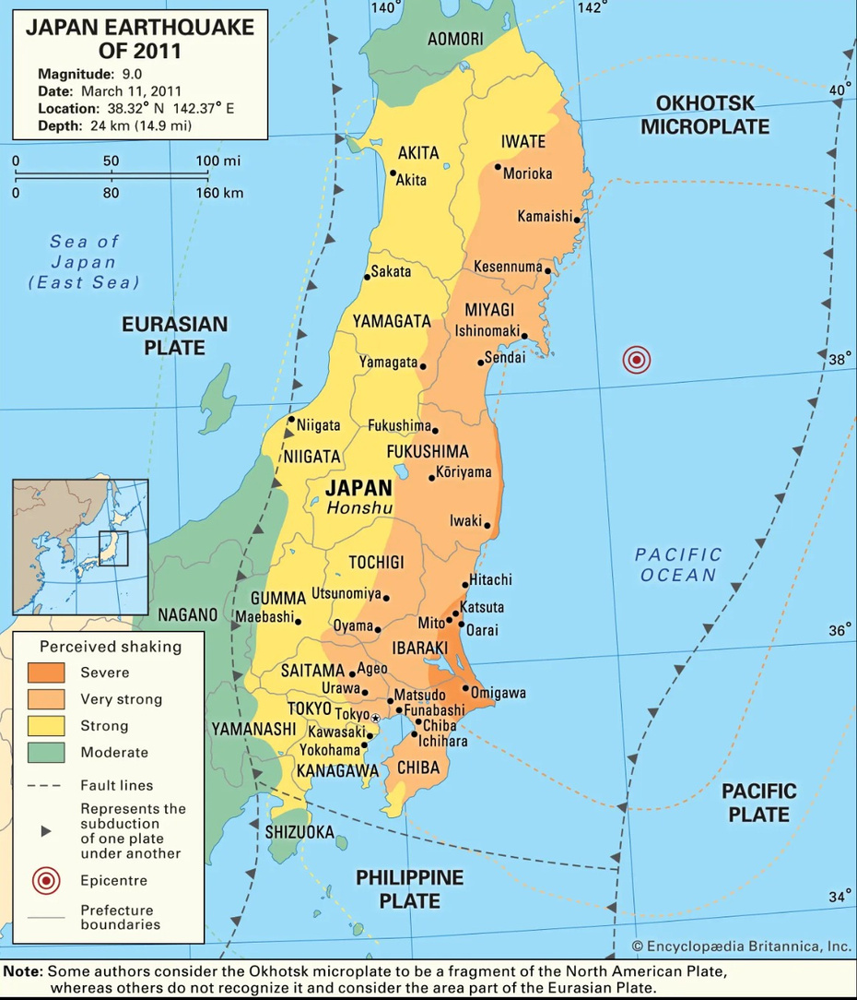 JAPAN EARTHQUAKE
OF 2011
Magnitude: 9.0
Date: March 11, 2011
Location: 38.32° N 142.37° E
Depth: 24 km (14.9 mi)
0 50 100 mi
0 80 160 km
140°
142°
40°
38°
36°
34°
AOMORI
OKHOTSK
MICROPLATE
AKITA
Akita
IWATE
Morioka
Kamaishi
Sea of
Japan
(East Sea)
Kesennuma
Sakata
MIYAGI
Ishinomaki
YAMAGATA
EURASIAN
PLATE
Yamagata
Sendai
Niigata
Fukushima
NIIGATA
FUKUSHIMA
Kōriyama
JAPAN
Honshu
Iwaki
PACIFIC
OCEAN
TOCHIGI
Hitachi
GUMMA
Utsunomiya
Katsuta
NAGANO
Maebashi
Mito
Oarai
Oyama
IBARAKI
SAITAMA
Ageo
Urawa
Omigawa
Matsudo
TOKYO
Tokyo
Funabashi
YAMANASHI
Chiba
Kawasaki
Ichihara
Yokohama
KANAGAWA
CHIBA
PACIFIC
PLATE
SHIZUOKA
PHILIPPINE
PLATE
Perceived shaking
Severe
Very strong
Strong
Moderate
Fault lines
Represents the
subduction
of one plate
under another
Epicentre
Prefecture
boundaries
© Encyclopædia Britannica, Inc.
Note: Some authors consider the Okhotsk microplate to be a fragment of the North American Plate,
whereas others do not recognize it and consider the area part of the Eurasian Plate.